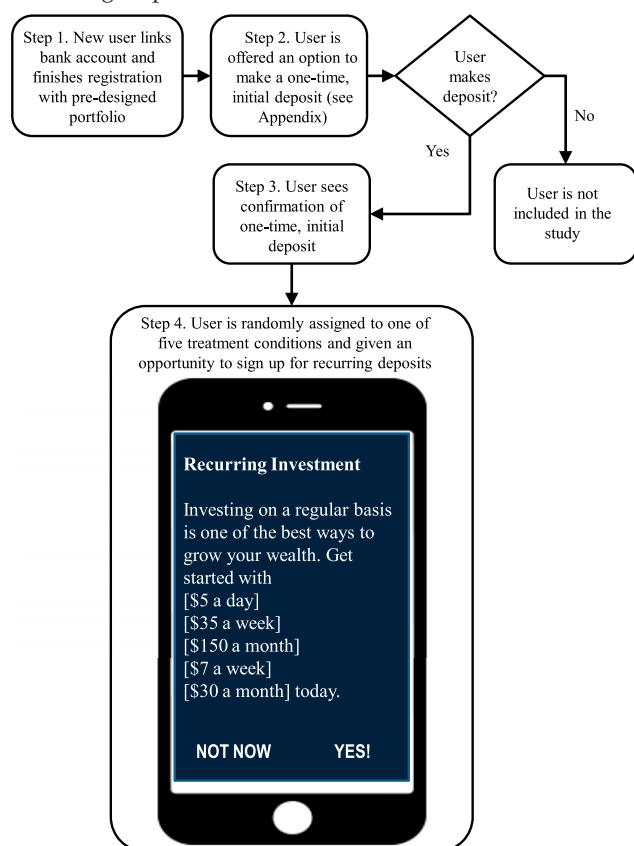 Step 1. New user links
bank account and
finishes registration
with pre-designed
portfolio
Step 2. User is
offered an option to
make a one-time,
initial deposit (see
Appendix)
User
makes
deposit?
Yes
No
Step 3. User sees
confirmation of
one-time, initial
deposit
User is not
included in the
study
Step 4. User is randomly assigned to one of
five treatment conditions and given an
opportunity to sign up for recurring deposits
Recurring Investment
Investing on a regular basis
is one of the best ways to
grow your wealth. Get
started with
[$5 a day]
[$35 a week]
[$150 a month]
[$7 a week]
[$30 a month] today.
NOT NOW YES!